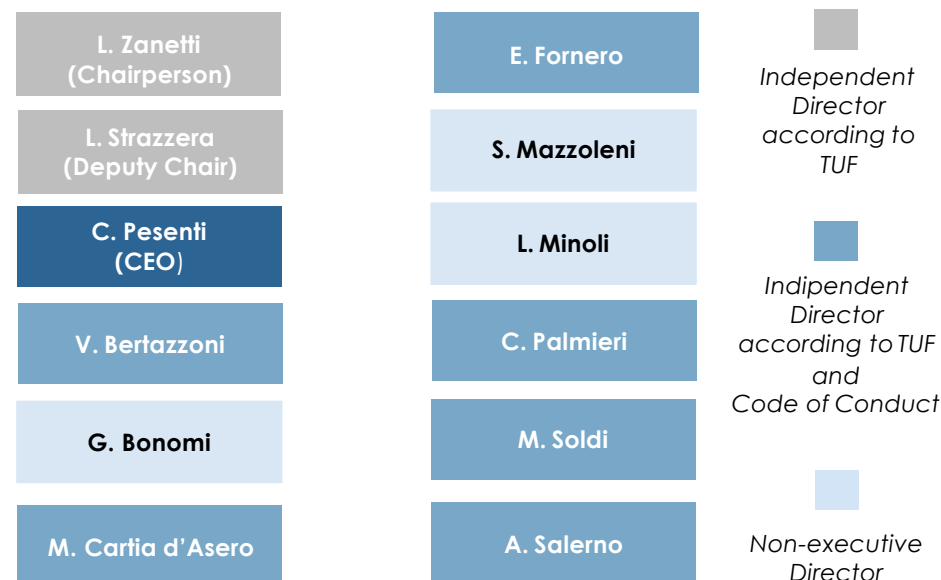 L. Zanetti
(Chairperson)
L. Strazzera
(Deputy Chair)
C. Pesenti
(CEO)
V. Bertazzoni
G. Bonomi
M. Cartia d’Asero
E. Fornero
S. Mazzoleni
L. Minoli
C. Palmieri
M. Soldi
A. Salerno
Independent
Director
according to
TUF
Indipendent
Director
according to TUF
and
Code of Conduct
Non-executive
Director